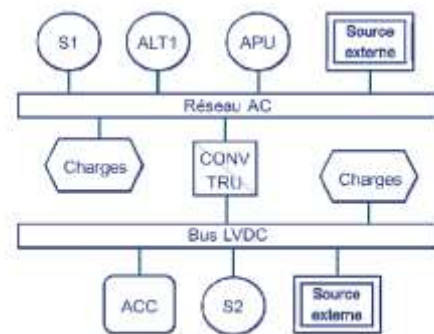 S1
ALT1
APU
Source
externe
Réseau AC
Charges
CONV
TRU
Charges
Bus LVDC
ACC
S2
Source
externe